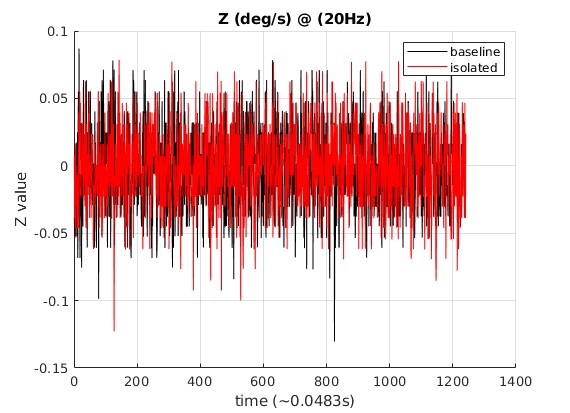 Z (deg/s) @ (20Hz)
0.1
0.05
0
-0.05
-0.1
-0.15
Z value
baseline
isolated
0 200 400 600 800 1000 1200 1400
time (~0.0483s)